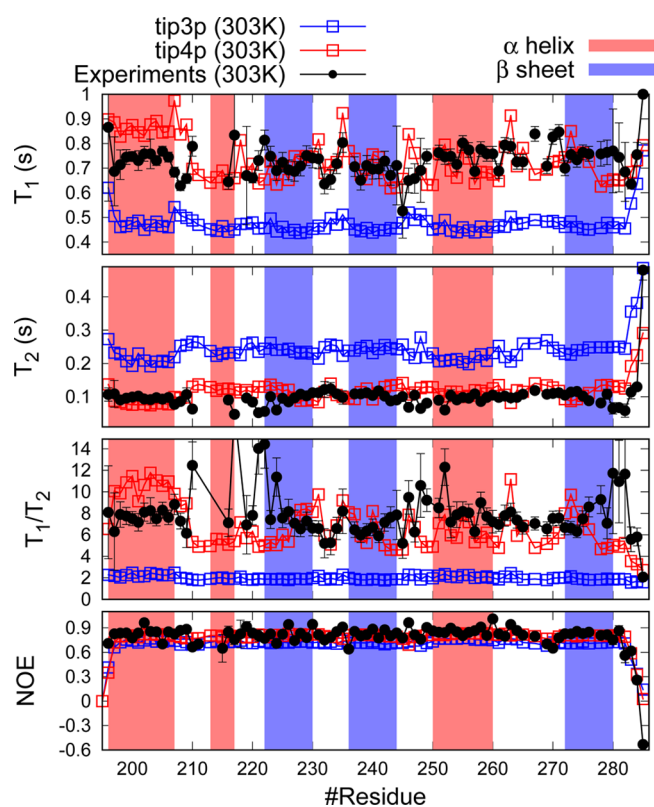 tip3p (303K)
tip4p (303K)
Experiments (303K)
α helix
β sheet
T1 (s)
1
0.9
0.8
0.7
0.6
0.5
0.4
T2 (s)
0.4
0.3
0.2
0.1
T1/T2
14
12
10
8
6
4
2
0
NOE
0.9
0.6
0.3
0
-0.3
-0.6
200 210 220 230 240 250 260 270 280
#Residue